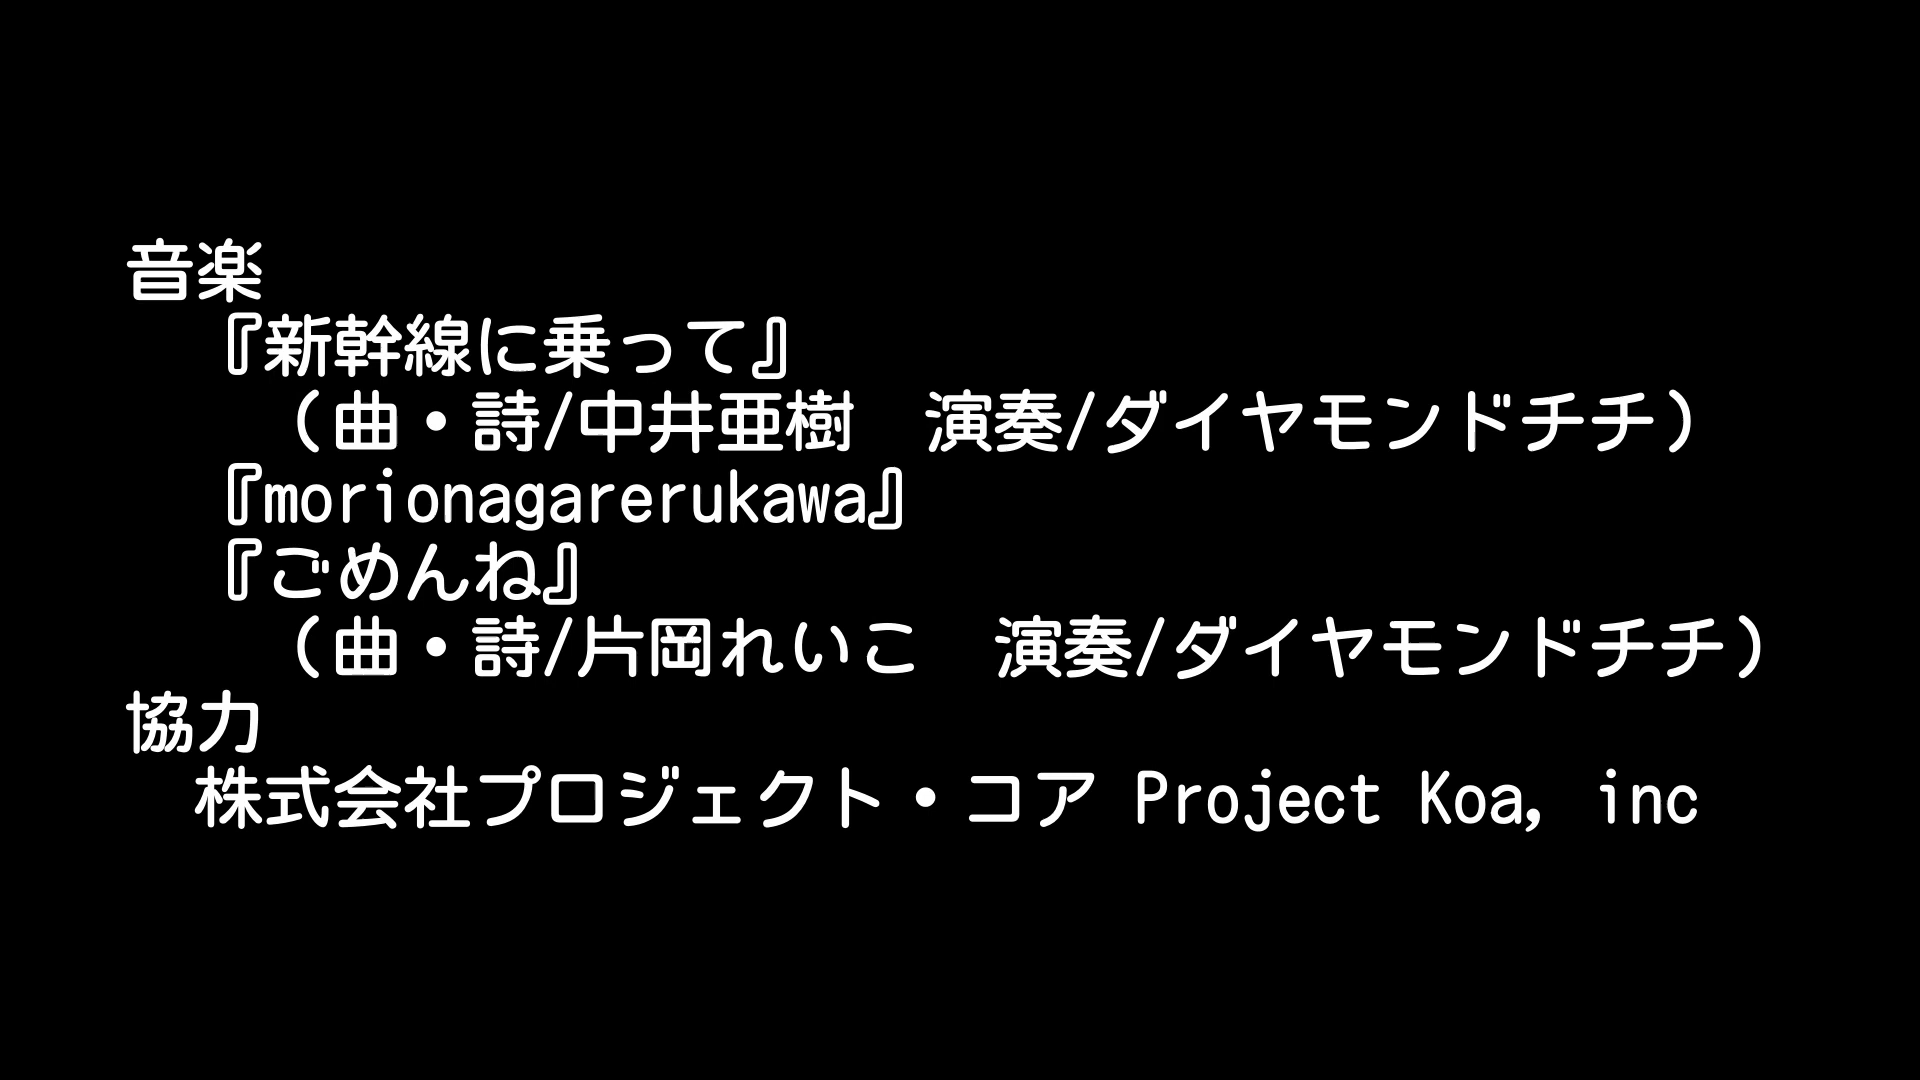 音楽
『新幹線に乗って』
（曲・詩/中井亜樹　演奏/ダイヤモンドチチ）
『morionagarerukawa』
『ごめんね』
（曲・詩/片岡れいこ　演奏/ダイヤモンドチチ）
協力
株式会社プロジェクト・コア Project Koa, inc